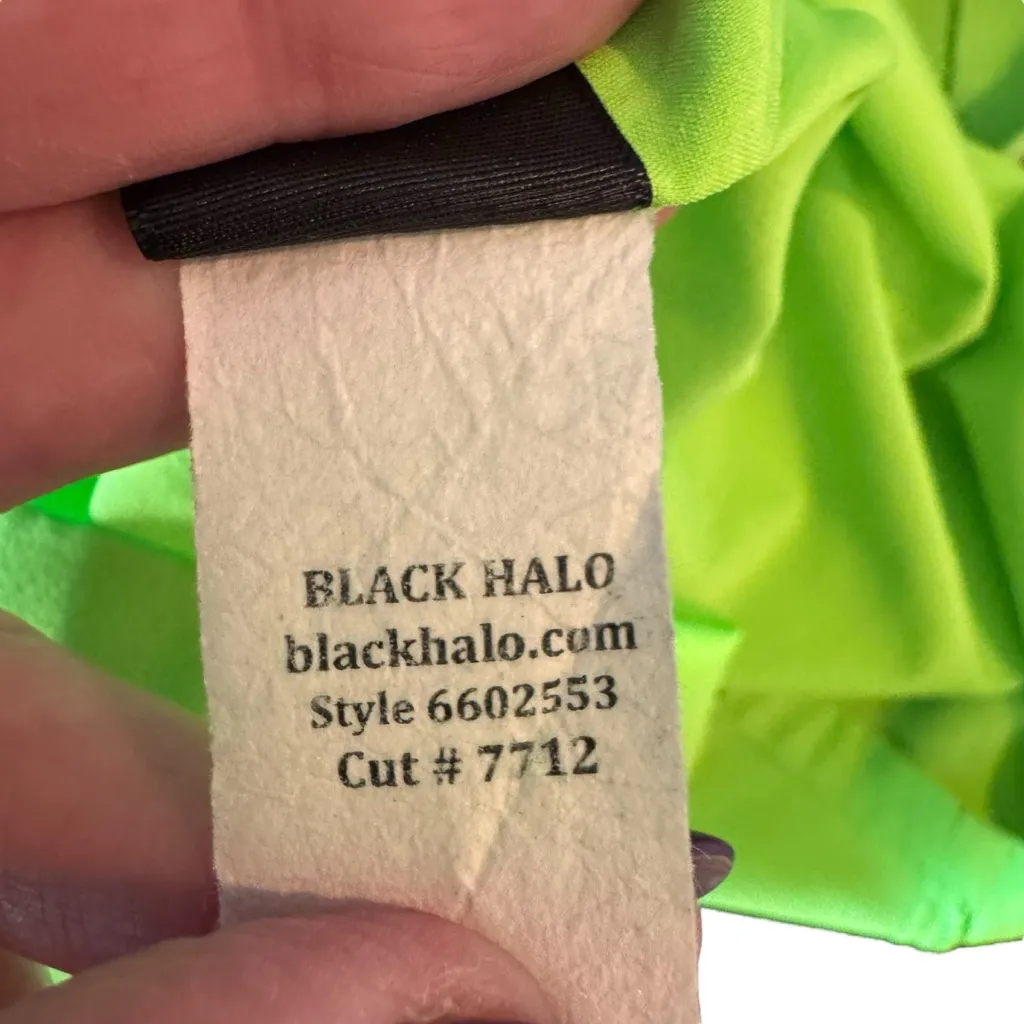 BLACK HALO
blackhalo.com
Style 6602553
Cut # 7712